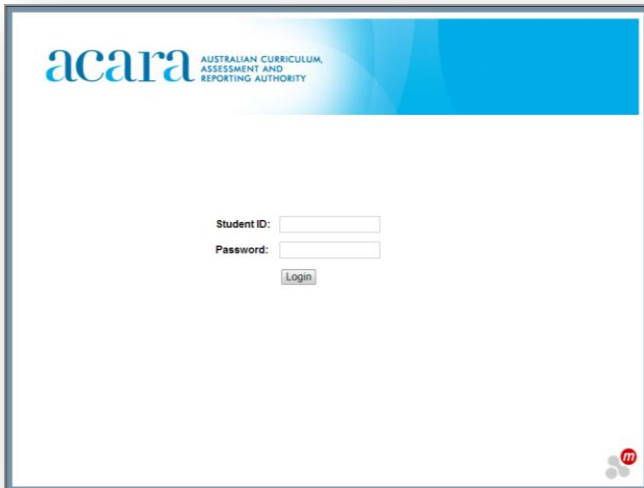 acara AUSTRALIAN CURRICULUM,
ASSESSMENT AND
REPORTING AUTHORITY
Student ID:
Password:
Login
m